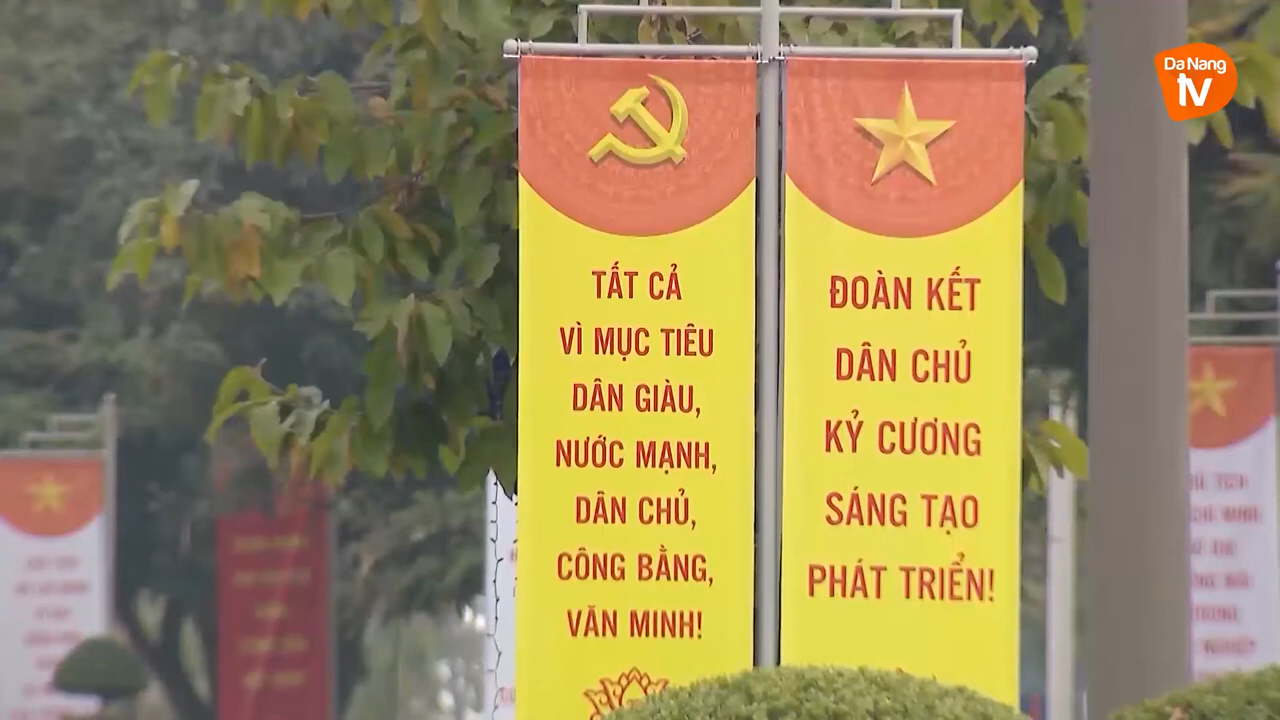 Da Nang
tv
TẤT CẢ
VÌ MỤC TIÊU
DÂN GIÀU,
NƯỚC MẠNH,
DÂN CHỦ,
CÔNG BẰNG,
VĂN MINH!
ĐOÀN KẾT
DÂN CHỦ
KỶ CƯƠNG
SÁNG TẠO
PHÁT TRIỂN!